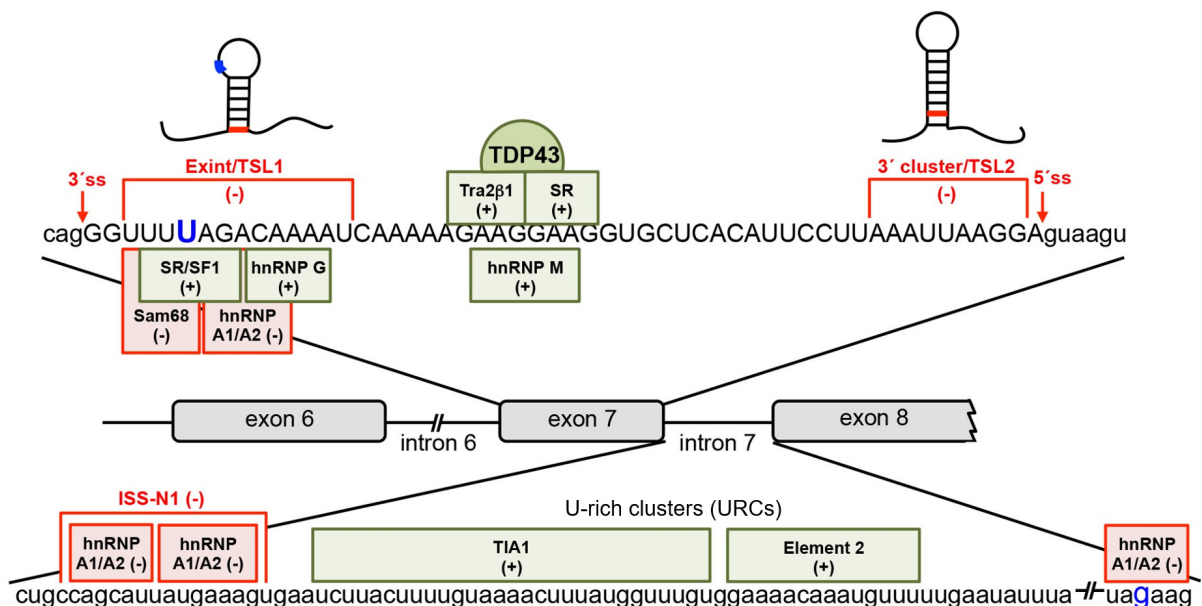 TDP43
Exint/TSL1
(-)
3´ cluster/TSL2
(-)
3´ss
Tra2β1
(+)
SR
(+)
5´ss
cagGGUUUUAGACAAAAUCAAAAAGAAGGAAGGUGCUCACAUUCCUUAAAUUAAGGAguaagu
SR/SF1
(+)
hnRNP G
(+)
hnRNP M
(+)
Sam68
(-)
hnRNP
A1/A2 (-)
exon 6
exon 7
exon 8
intron 6
intron 7
ISS-N1 (-)
U-rich clusters (URCs)
hnRNP
A1/A2 (-)
hnRNP
A1/A2 (-)
TIA1
(+)
Element 2
(+)
hnRNP
A1/A2 (-)
cugccagcauuaugaaagugaaucuuacuuuuguaaaacuuuaugguuuguggaaaacaaauguuuuugaauauuua
uagaag